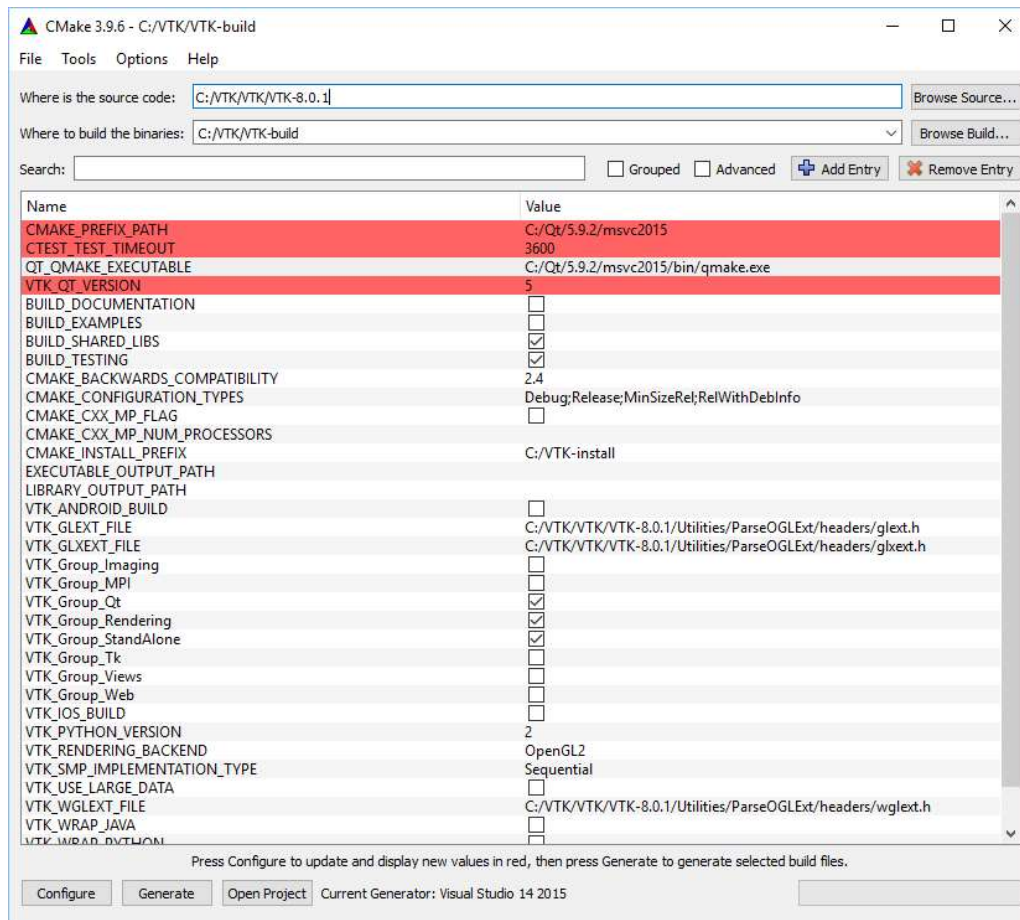 CMake 3.9.6 - C:/VTK/VTK-build
File Tools Options Help
Where is the source code: C:/VTK/VTK/VTK-8.0.1 Browse Source...
Where to build the binaries: C:/VTK/VTK-build Browse Build...
Search: Grouped Advanced Add Entry Remove Entry
Name Value
CMAKE_PREFIX_PATH C:/Qt/5.9.2/msvc2015
CTEST_TEST_TIMEOUT 3600
QT_QMAKE_EXECUTABLE C:/Qt/5.9.2/msvc2015/bin/qmake.exe
VTK_QT_VERSION 5
BUILD_DOCUMENTATION
BUILD_EXAMPLES
BUILD_SHARED_LIBS
BUILD_TESTING
CMAKE_BACKWARDS_COMPATIBILITY 2.4
CMAKE_CONFIGURATION_TYPES Debug;Release;MinSizeRel;RelWithDebInfo
CMAKE_CXX_MP_FLAG
CMAKE_CXX_MP_NUM_PROCESSORS
CMAKE_INSTALL_PREFIX C:/VTK-install
EXECUTABLE_OUTPUT_PATH
LIBRARY_OUTPUT_PATH
VTK_ANDROID_BUILD
VTK_GLEXT_FILE C:/VTK/VTK/VTK-8.0.1/Utilities/ParseOGLExt/headers/glext.h
VTK_GLXEXT_FILE C:/VTK/VTK/VTK-8.0.1/Utilities/ParseOGLExt/headers/glxext.h
VTK_Group_Imaging
VTK_Group_MPI
VTK_Group_Qt
VTK_Group_Rendering
VTK_Group_StandAlone
VTK_Group_Tk
VTK_Group_Views
VTK_Group_Web
VTK_IOS_BUILD
VTK_PYTHON_VERSION 2
VTK_RENDERING_BACKEND OpenGL2
VTK_SMP_IMPLEMENTATION_TYPE Sequential
VTK_USE_LARGE_DATA
VTK_WGLEXT_FILE C:/VTK/VTK/VTK-8.0.1/Utilities/ParseOGLExt/headers/wglext.h
VTK_WRAP_JAVA
VTK_WRAP_PYTHON
Press Configure to update and display new values in red, then press Generate to generate selected build files.
Configure Generate Open Project Current Generator: Visual Studio 14 2015